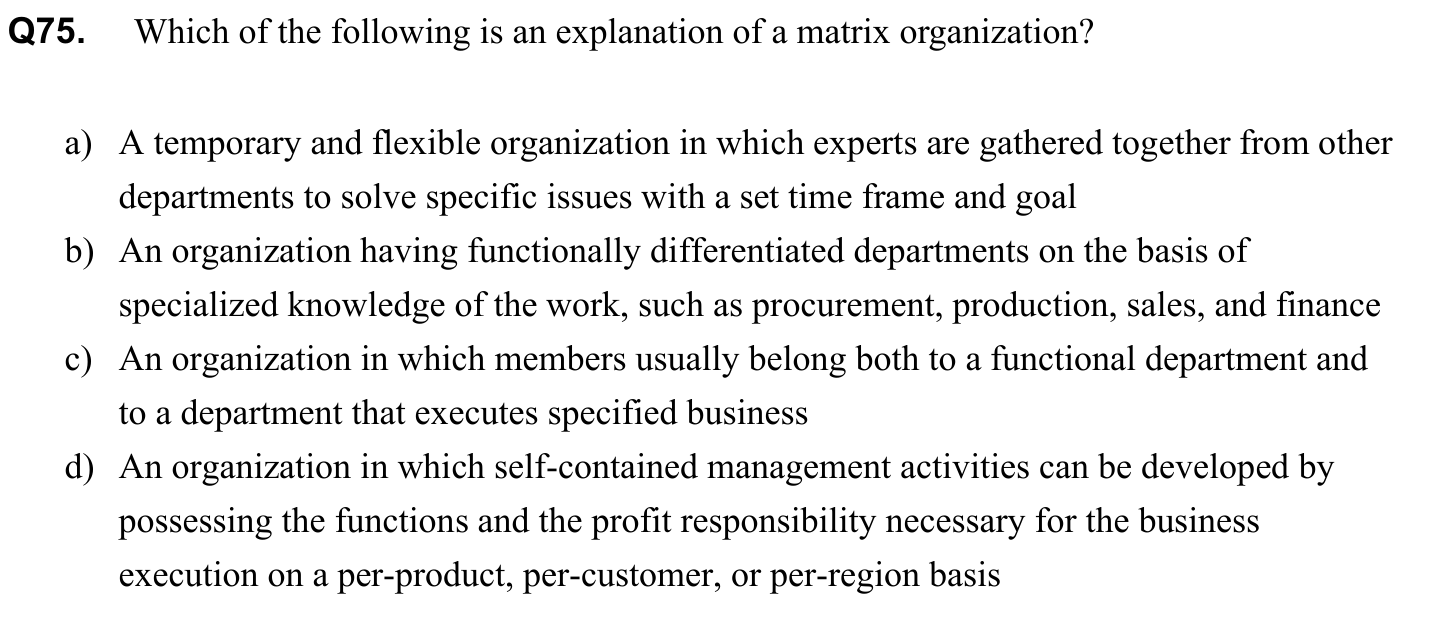 Q75. Which of the following is an explanation of a matrix organization?
a) A temporary and flexible organization in which experts are gathered together from other
departments to solve specific issues with a set time frame and goal
b) An organization having functionally differentiated departments on the basis of
specialized knowledge of the work, such as procurement, production, sales, and finance
c) An organization in which members usually belong both to a functional department and
to a department that executes specified business
d) An organization in which self-contained management activities can be developed by
possessing the functions and the profit responsibility necessary for the business
execution on a per-product, per-customer, or per-region basis